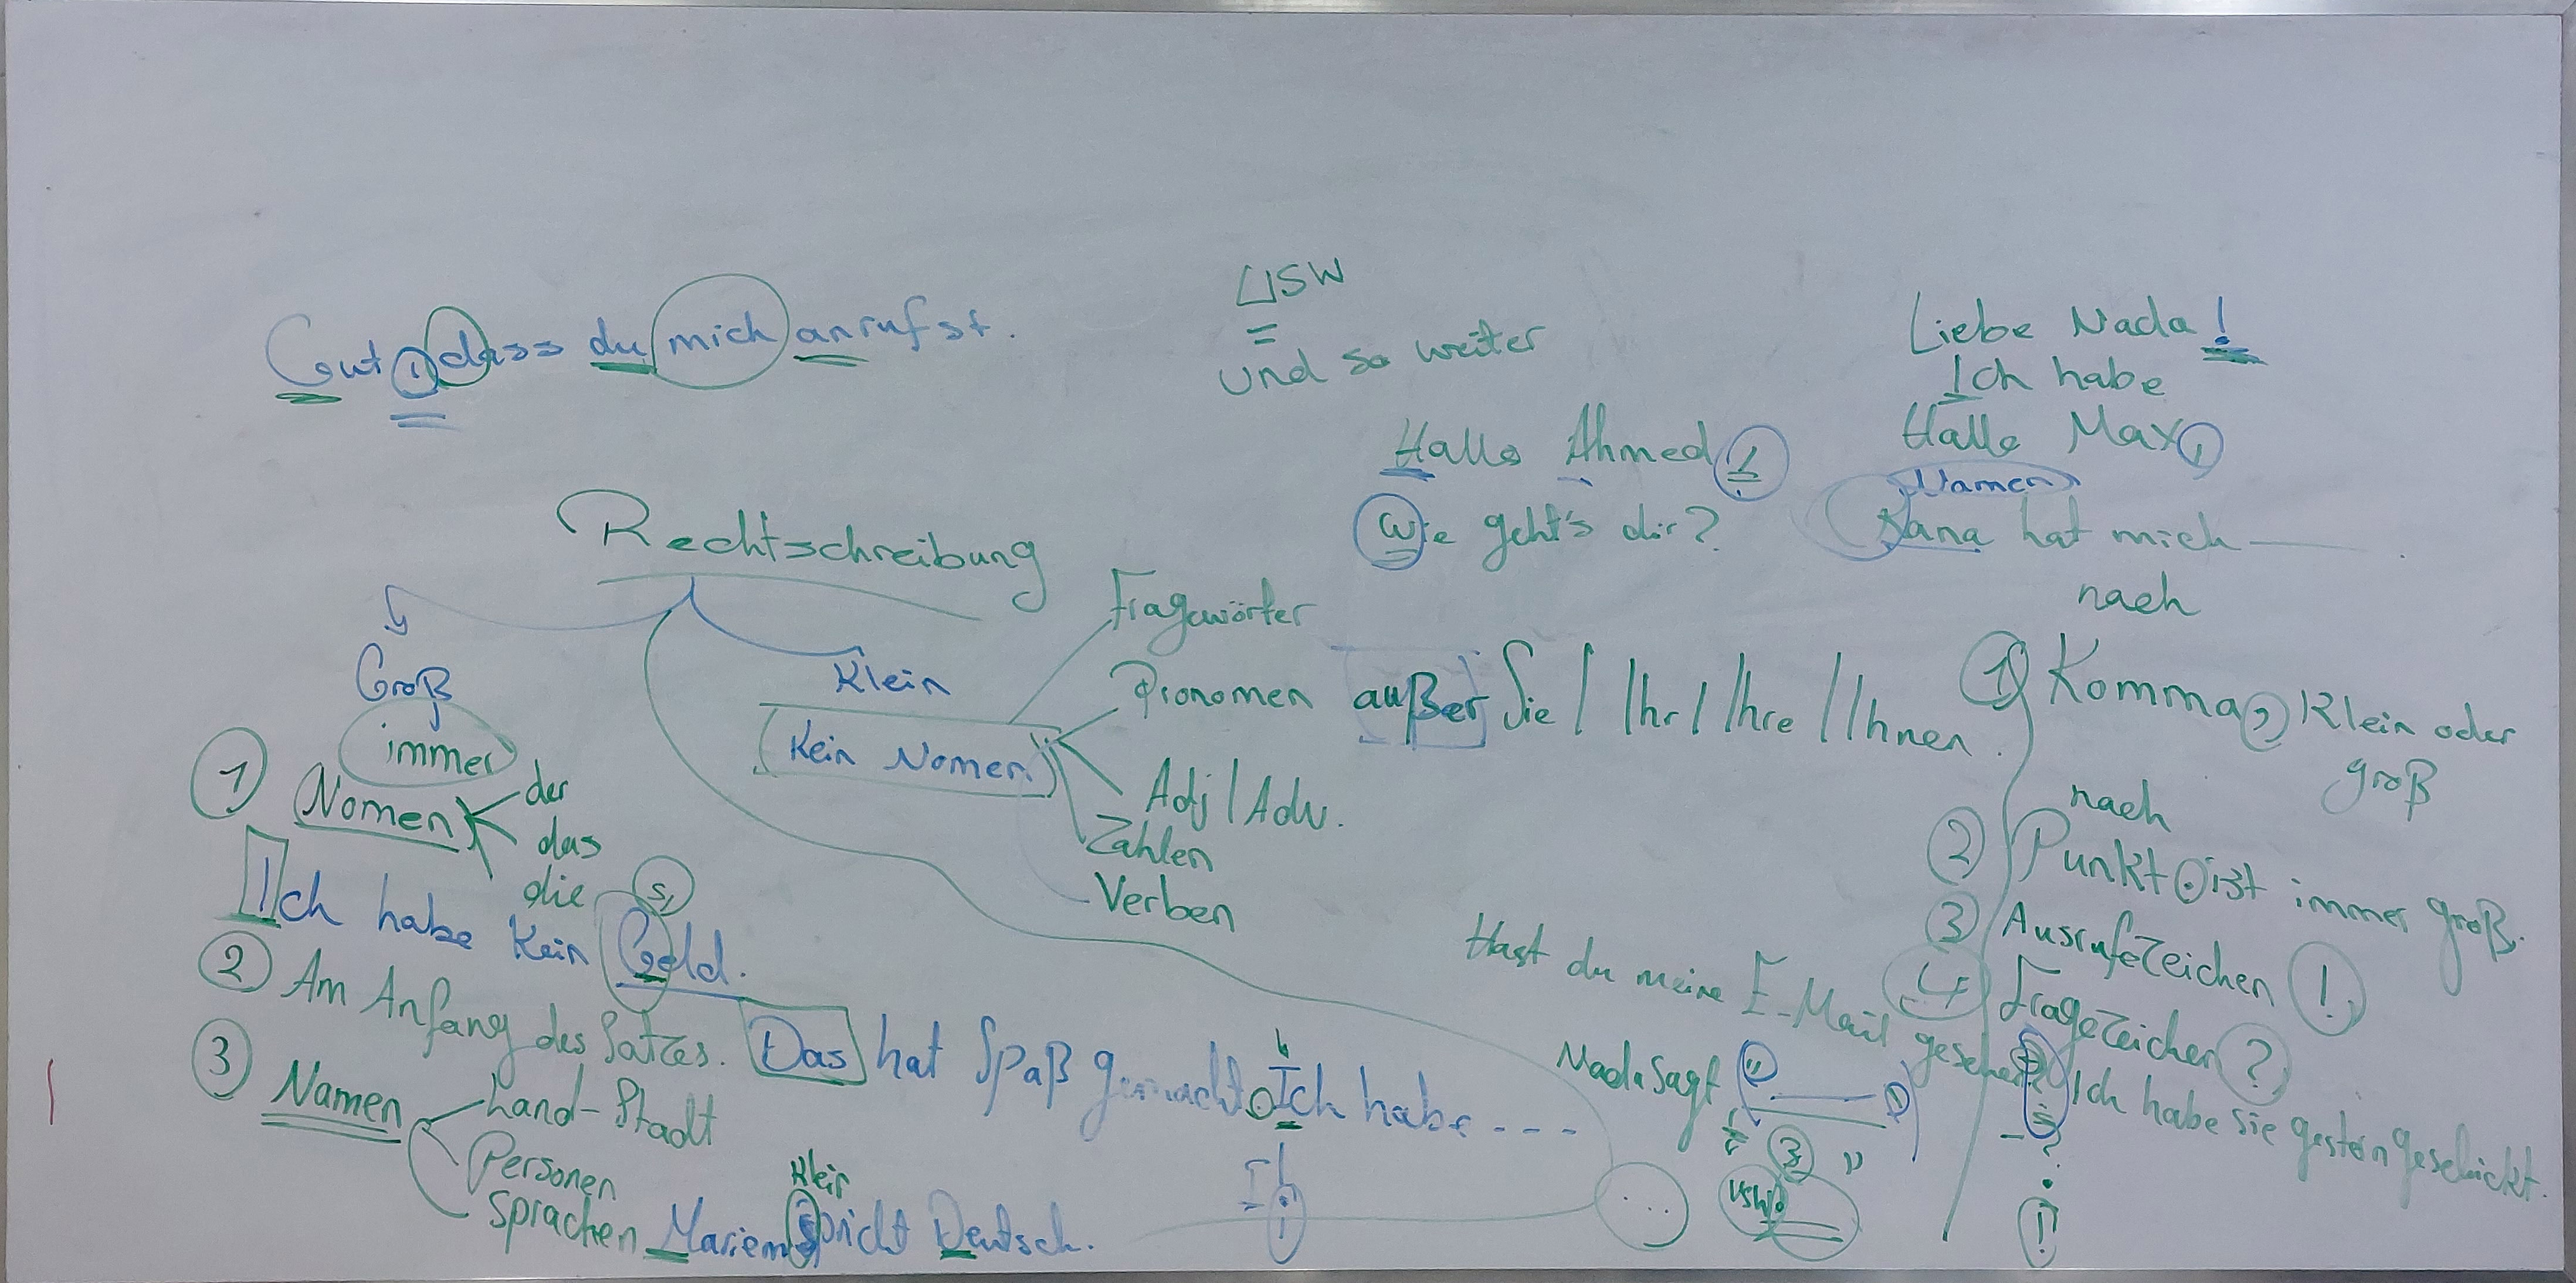 Gut, dass du mich anrufst.
USW
und so weiter
Hallo Ahmed!
Wie geht's dir?
Liebe Nada!
Ich habe
Hallo Max,
Namen
Dana hat mich
Rechtschreibung
Groß
immer
① Nomen
der
das
die
s,
Ich habe kein Geld.
② Am Anfang des Satzes. Das hat Spaß gemacht. Ich habe ---
③ Namen
Land-Stadt
Personen
Sprachen
klein
Mariem spricht Deutsch.
Klein
Kein Nomen
Fragewörter
Pronomen außer Sie / Ihr / Ihre / Ihnen.
Adj / Adv.
Zahlen
Verben
nach
① Komma, klein oder
groß
nach
② Punkt . ist immer groß.
③ Ausrufezeichen !
④ Fragezeichen ?
Hast du meine E-Mail gesehen? Ich habe sie gestern geschickt.
Nada sagt
3
usw.
...